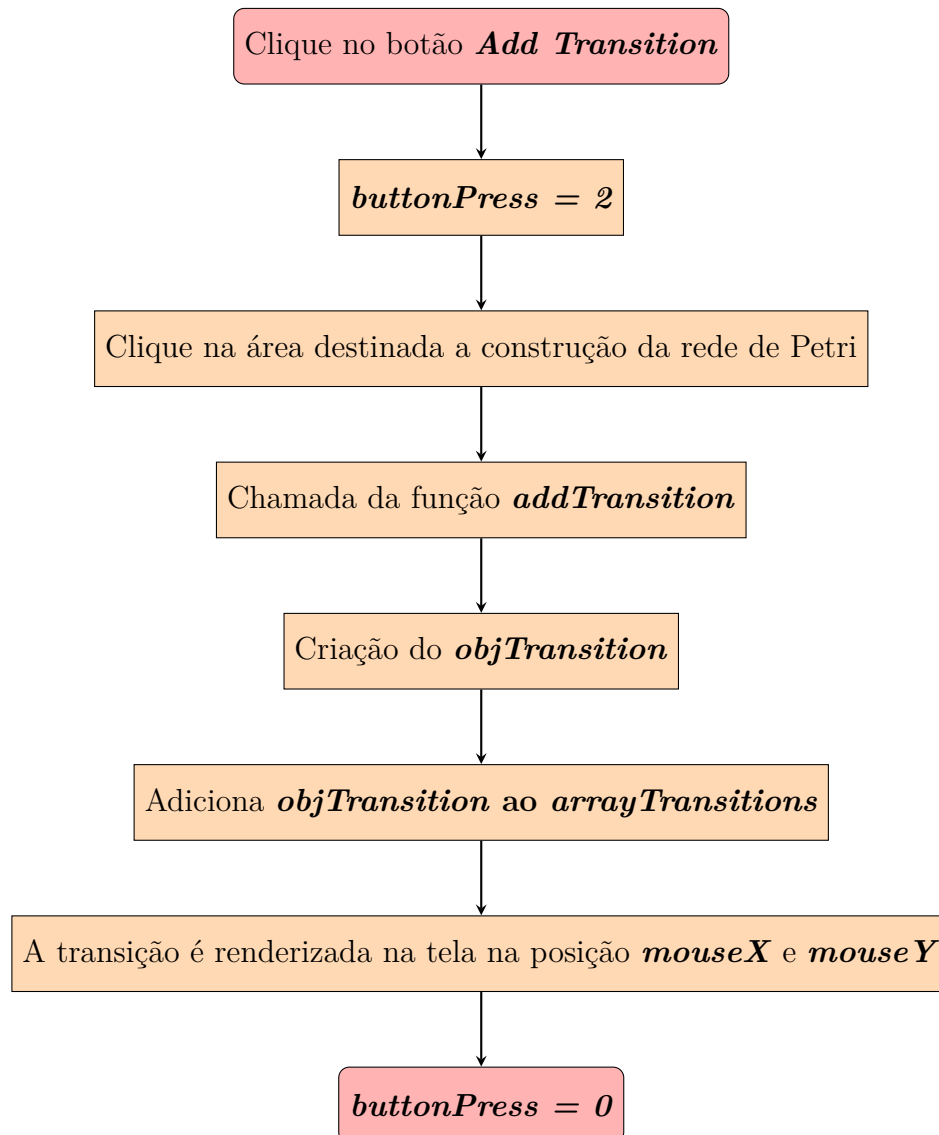 Clique no botão Add Transition
buttonPress = 2
Clique na área destinada a construção da rede de Petri
Chamada da função addTransition
Criação do objTransition
Adiciona objTransition ao arrayTransitions
A transição é renderizada na tela na posição mouseX e mouseY
buttonPress = 0